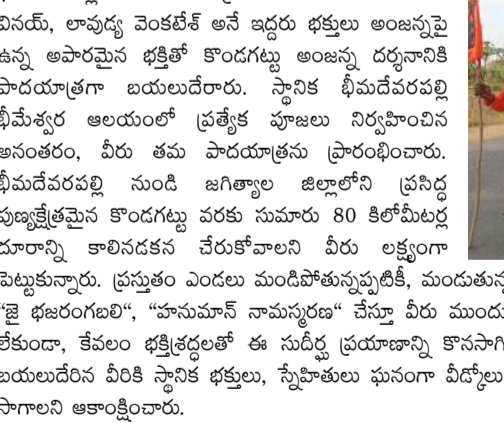 వినయ్, లావుడ్య వెంకటేశ్ అనే ఇద్దరు భక్తులు అంజన్నపై
ఉన్న అపారమైన భక్తితో కొండగట్టు అంజన్న దర్శనానికి
పాదయాత్రగా బయలుదేరారు. స్థానిక భీమదేవరపల్లి
భీమేశ్వర ఆలయంలో ప్రత్యేక పూజలు నిర్వహించిన
అనంతరం, వీరు తమ పాదయాత్రను ప్రారంభించారు.
భీమదేవరపల్లి నుండి జగిత్యాల జిల్లాలోని ప్రసిద్ధ
పుణ్యక్షేత్రమైన కొండగట్టు వరకు సుమారు 80 కిలోమీటర్ల
దూరాన్ని కాలినడకన చేరుకోవాలని వీరు లక్ష్యంగా
పెట్టుకున్నారు. ప్రస్తుతం ఎండలు మండిపోతున్నప్పటికీ,
"జై భజరంగబలి", "హనుమాన్ నామస్మరణ" చేస్తూ వీరు
లేకుండా, కేవలం భక్తిశ్రద్ధలతో ఈ సుదీర్ఘ ప్రయాణాన్ని
బయలుదేరిన వీరికి స్థానిక భక్తులు, స్నేహితులు ఘనంగా
సాగాలని ఆకాంక్షించారు.